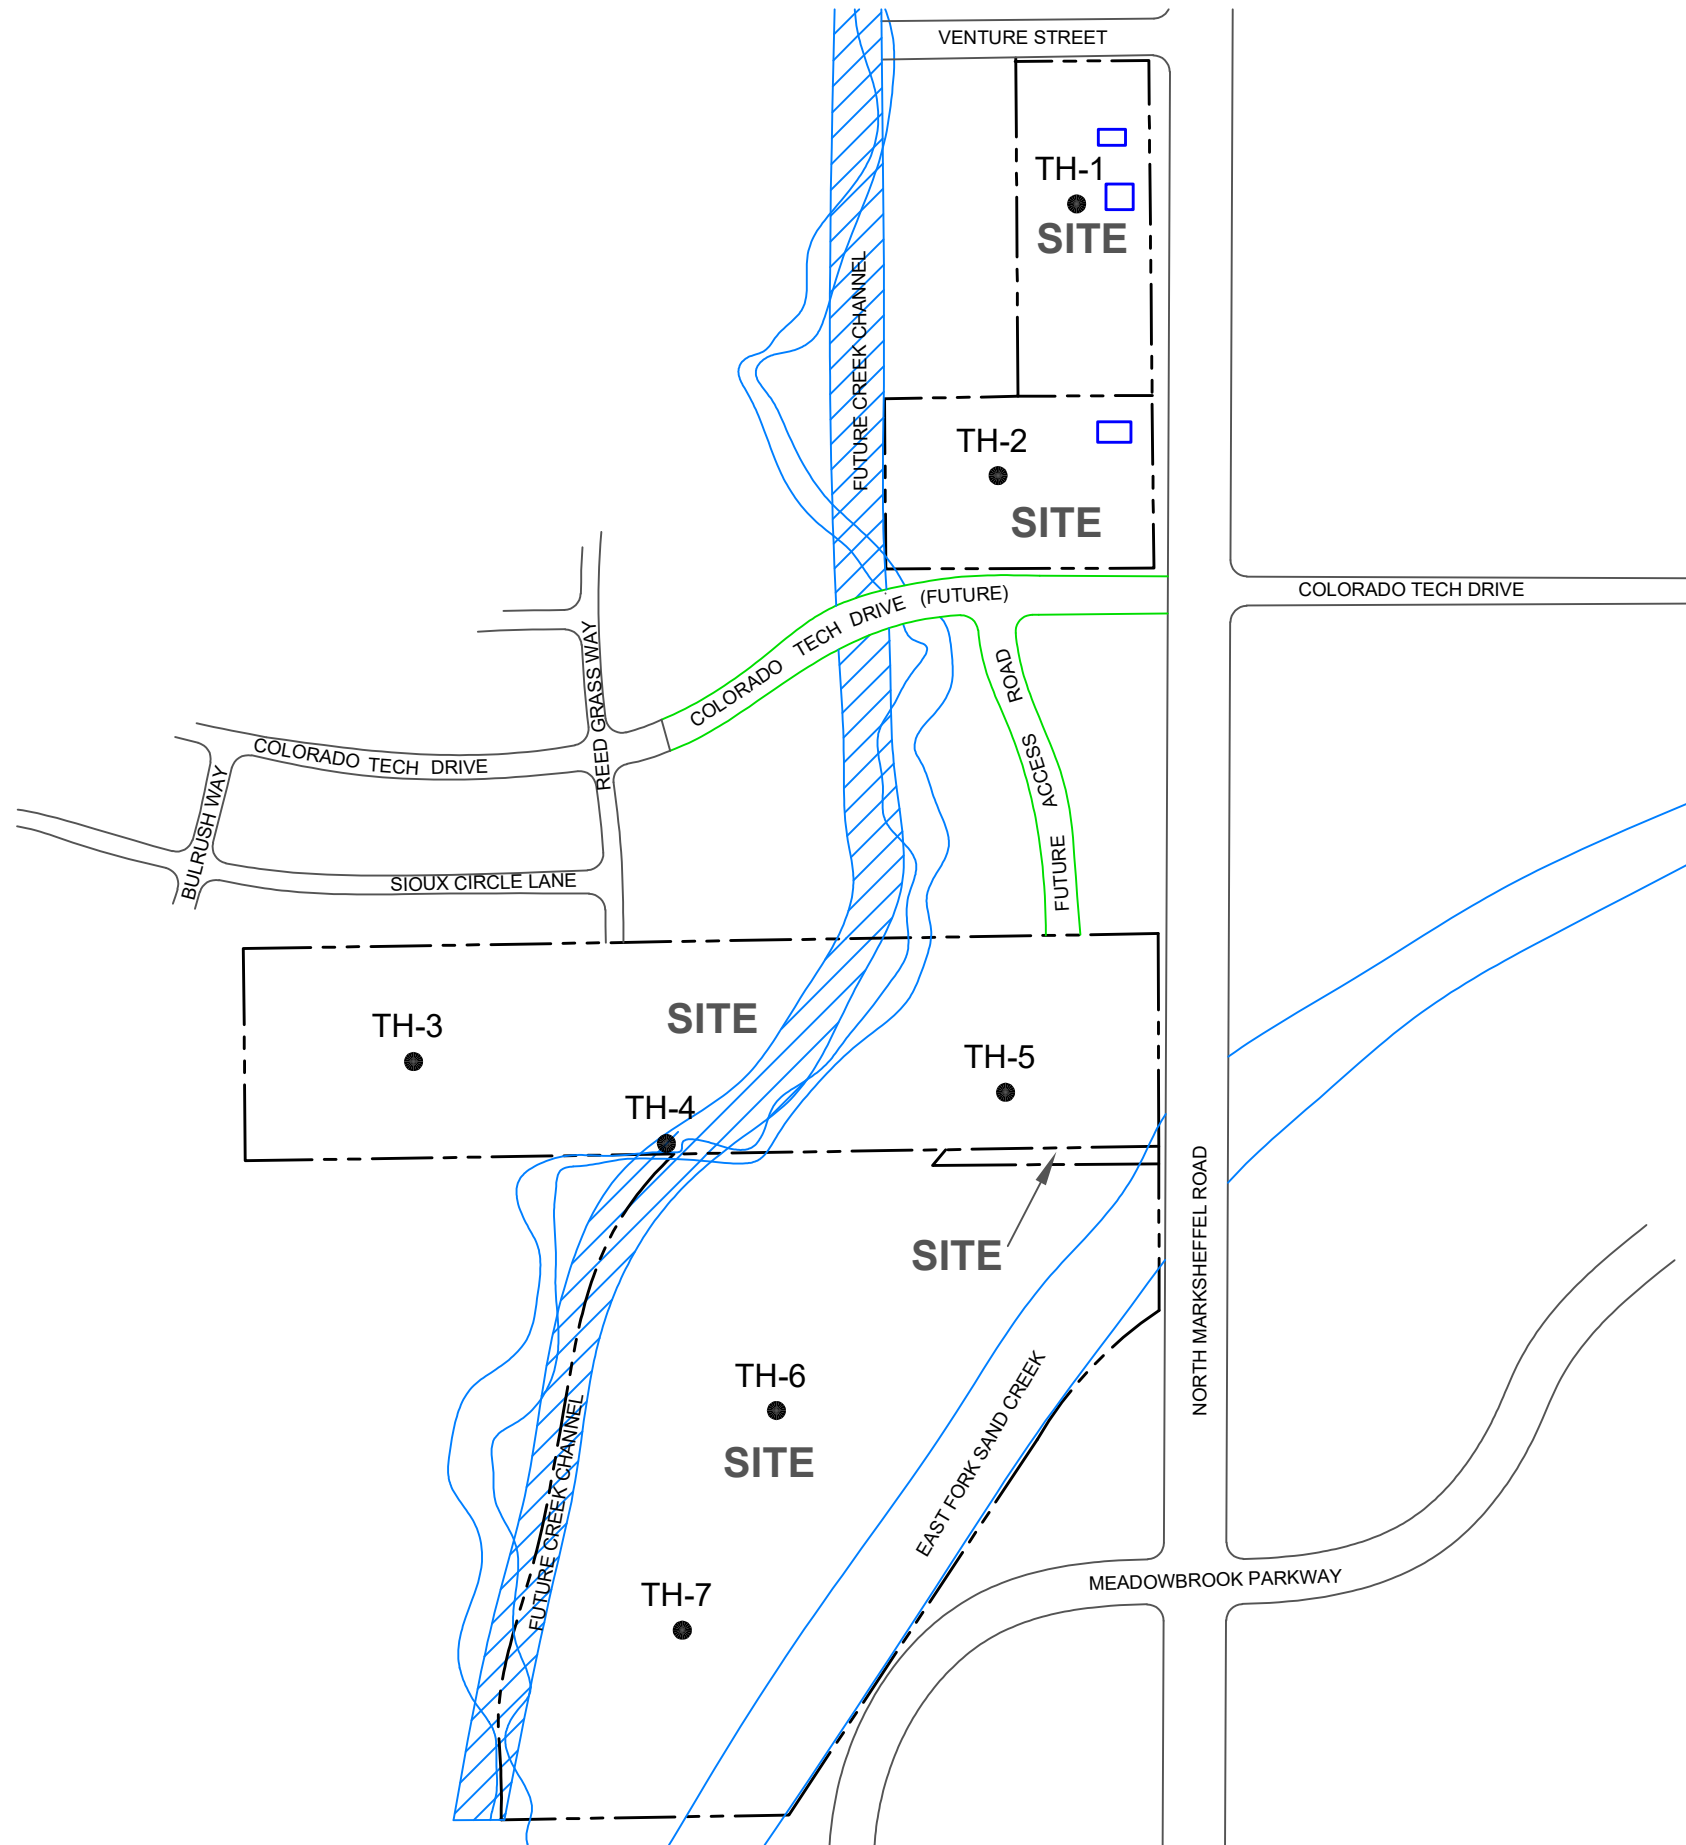 VENTURE STREET
TH-1
SITE
FUTURE CREEK CHANNEL
TH-2
SITE
COLORADO TECH DRIVE
COLORADO TECH DRIVE (FUTURE)
REED GRASS WAY
FUTURE ACCESS ROAD
COLORADO TECH DRIVE
BULRUSH WAY
SIOUX CIRCLE LANE
SITE
TH-3
TH-5
TH-4
SITE
NORTH MARKSHEFFEL ROAD
TH-6
SITE
EAST FORK SAND CREEK
FUTURE CREEK CHANNEL
MEADOWBROOK PARKWAY
TH-7